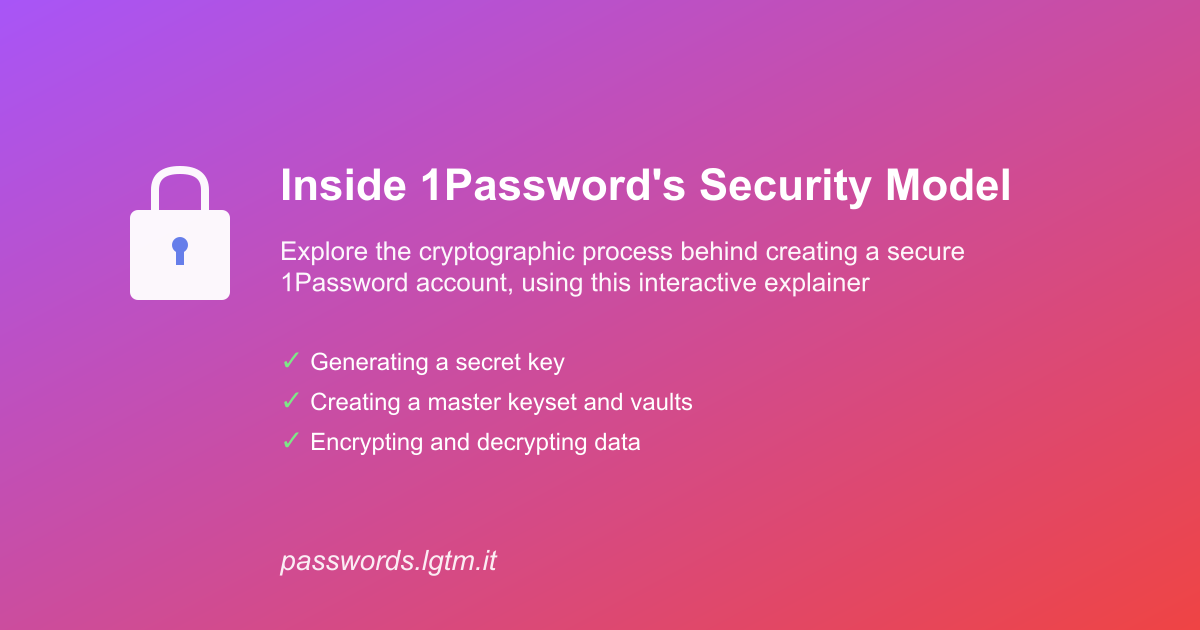 Inside 1Password's Security Model
Explore the cryptographic process behind creating a secure
1Password account, using this interactive explainer
✓ Generating a secret key
✓ Creating a master keyset and vaults
✓ Encrypting and decrypting data
passwords.lgtm.it